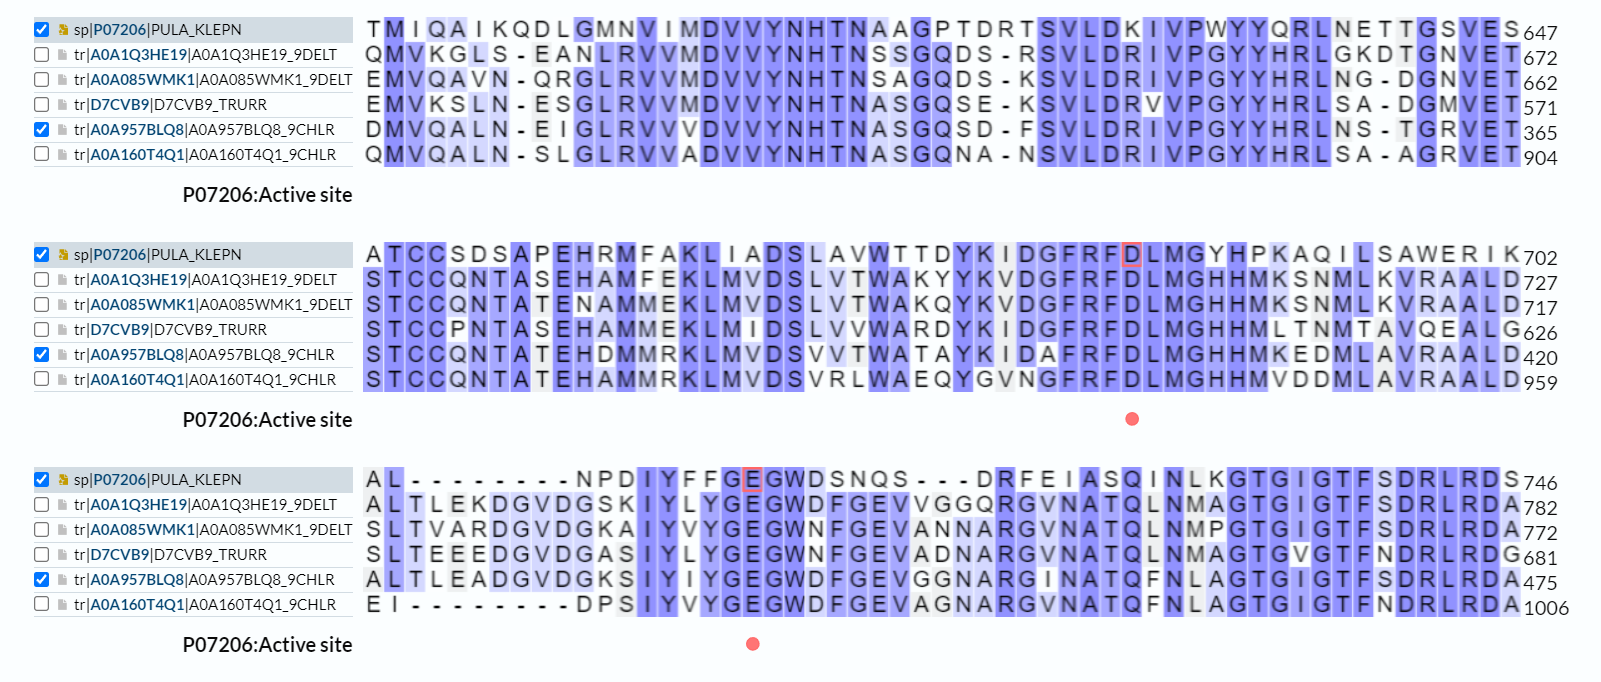 sp|P07206|PULA_KLEPN TMIQAIKQDLGMNVIMDVVYNHTNAAGPTDRTSVLDKIVPWYYQRLNETTGSVES 647
tr|A0A1Q3HE19|A0A1Q3HE19_9DELT QMVKGLS-EANLRVVMDVVYNHTNSSGQDS-RSVLDRIVPGYYHRLGKDTGNVET 672
tr|A0A085WMK1|A0A085WMK1_9DELT EMVQAVN-QRGLRVVMDVVYNHTNSAGQDS-KSVLDRIVPGYYHRLNG-DGNVET 662
tr|D7CVB9|D7CVB9_TRURR EMVKSLN-ESGLRVVMDVVYNHTNASGQSE-KSVLDRVVPGYYHRLSA-DGMVET 571
tr|A0A957BLQ8|A0A957BLQ8_9CHLR DMVQALN-EIGLRVVVDVVYNHTNASGQSD-FSVLDRIVPGYYHRLNS-TGRVET 365
tr|A0A160T4Q1|A0A160T4Q1_9CHLR QMVQALN-SLGLRVVADVVYNHTNASGQNA-NSVLDRIVPGYYHRLSA-AGRVET 904
P07206:Active site
sp|P07206|PULA_KLEPN ATCCSDSAPEHRMFAKLIADSLAVWTTDYKIDGFRFDLMGYHPKAQILSAWERIK 702
tr|A0A1Q3HE19|A0A1Q3HE19_9DELT STCCQNTASEHAMFEKLMVDSLVTWAKYYKVDGFRFDLMGHHMKSNMLKVRAALD 727
tr|A0A085WMK1|A0A085WMK1_9DELT STCCQNTATENAMMEKLMVDSLVTWAKQYKVDGFRFDLMGHHMKSNMLKVRAALD 717
tr|D7CVB9|D7CVB9_TRURR STCCPNTASEHAMMEKLMIDSLVVWARDYKIDGFRFDLMGHHMLTNMTAVQEALG 626
tr|A0A957BLQ8|A0A957BLQ8_9CHLR STCCQNTATEHDMMRKLMVDSVVTWATAYKIDAFRFDLMGHHMKEDMLAVRAALD 420
tr|A0A160T4Q1|A0A160T4Q1_9CHLR STCCQNTATEHAMMRKLMVDSVRLWAEQYGVNGFRFDLMGHHMVDDMLAVRAALD 959
P07206:Active site
sp|P07206|PULA_KLEPN AL--------NPDIYFFGEGWDSNQS---DRFEIASQINLKGTGIGTFSDRLRDS 746
tr|A0A1Q3HE19|A0A1Q3HE19_9DELT ALTLEKDGVDGSKIYLYGEGWDFGEVVGGQRGVNATQLNMAGTGIGTFSDRLRDA 782
tr|A0A085WMK1|A0A085WMK1_9DELT SLTVARDGVDGKAIYVYGEGWNFGEVANNARGVNATQLNMPGTGIGTFSDRLRDA 772
tr|D7CVB9|D7CVB9_TRURR SLTEEEDGVDGASIYLYGEGWNFGEVADNARGVNATQLNMAGTGVGTFNDRLRDG 681
tr|A0A957BLQ8|A0A957BLQ8_9CHLR ALTLEADGVDGKSIYIYGEGWDFGEVGGNARGINATQFNLAGTGIGTFSDRLRDA 475
tr|A0A160T4Q1|A0A160T4Q1_9CHLR EI--------DPSIYVYGEGWDFGEVAGNARGVNATQFNLAGTGIGTFNDRLRDA 1006
P07206:Active site